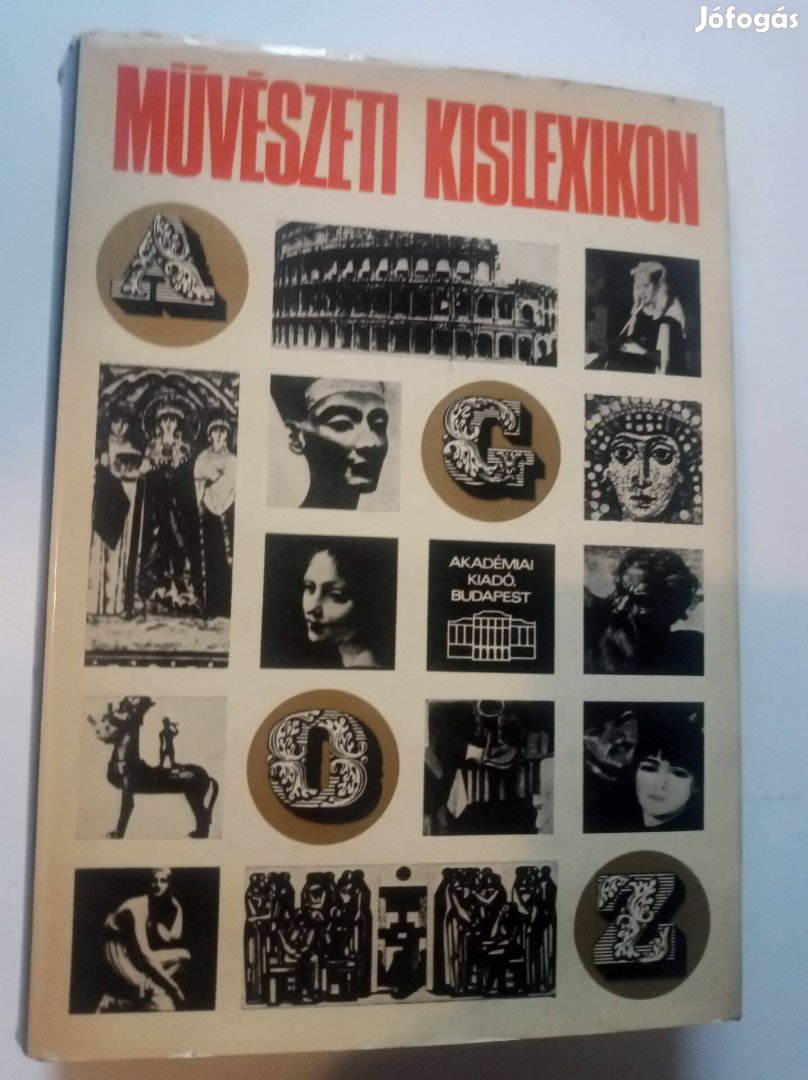 Jófogás
MŰVÉSZETI KISLEXIKON
A
G
AKADÉMIAI
KIADÓ,
BUDAPEST
O
Z